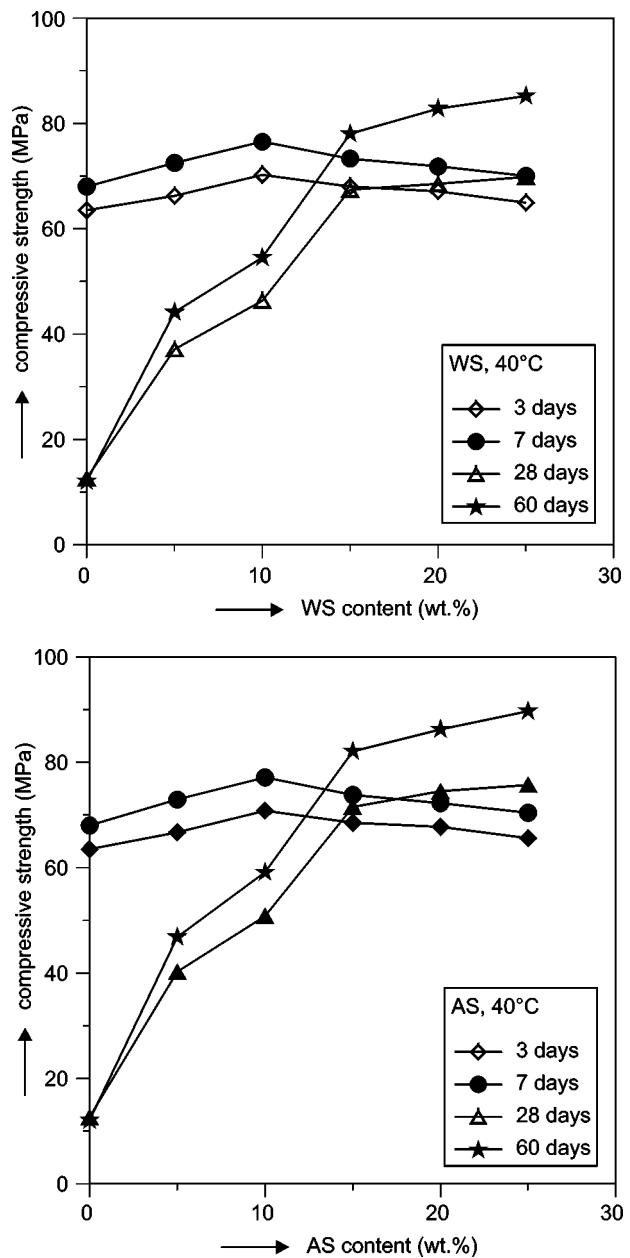 100
80
60
40
20
0
compressive strength (MPa)
WS, 40°C
3 days
7 days
28 days
60 days
0 10 20 30
WS content (wt.%)
100
80
60
40
20
0
compressive strength (MPa)
AS, 40°C
3 days
7 days
28 days
60 days
0 10 20 30
AS content (wt.%)